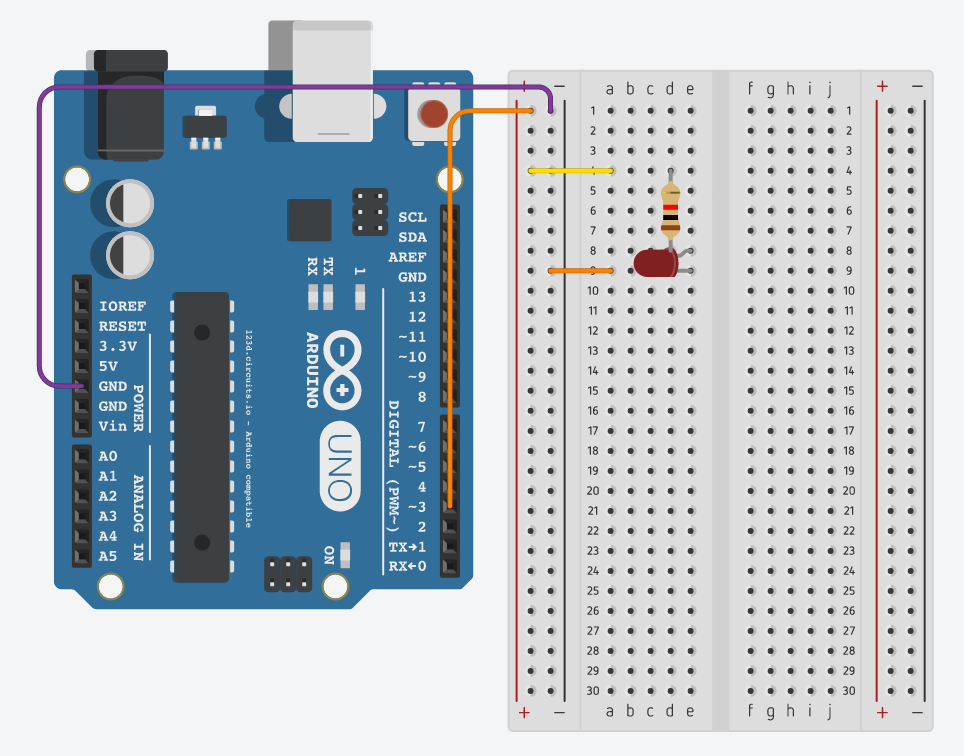 SCL
SDA
AREF
GND
13
12
~11
~10
~9
8
7
~6
~5
4
~3
2
TX→1
RX←0
DIGITAL (PWM~)
RX
TX
1
ARDUINO
UNO
123d.circuits.io - Arduino compatible
ON
IOREF
RESET
3.3V
5V
GND
GND
Vin
POWER
A0
A1
A2
A3
A4
A5
ANALOG IN
+ − a b c d e f g h i j + −
1 1
2 2
3 3
4 4
5 5
6 6
7 7
8 8
9 9
10 10
11 11
12 12
13 13
14 14
15 15
16 16
17 17
18 18
19 19
20 20
21 21
22 22
23 23
24 24
25 25
26 26
27 27
28 28
29 29
30 30
+ − a b c d e f g h i j + −